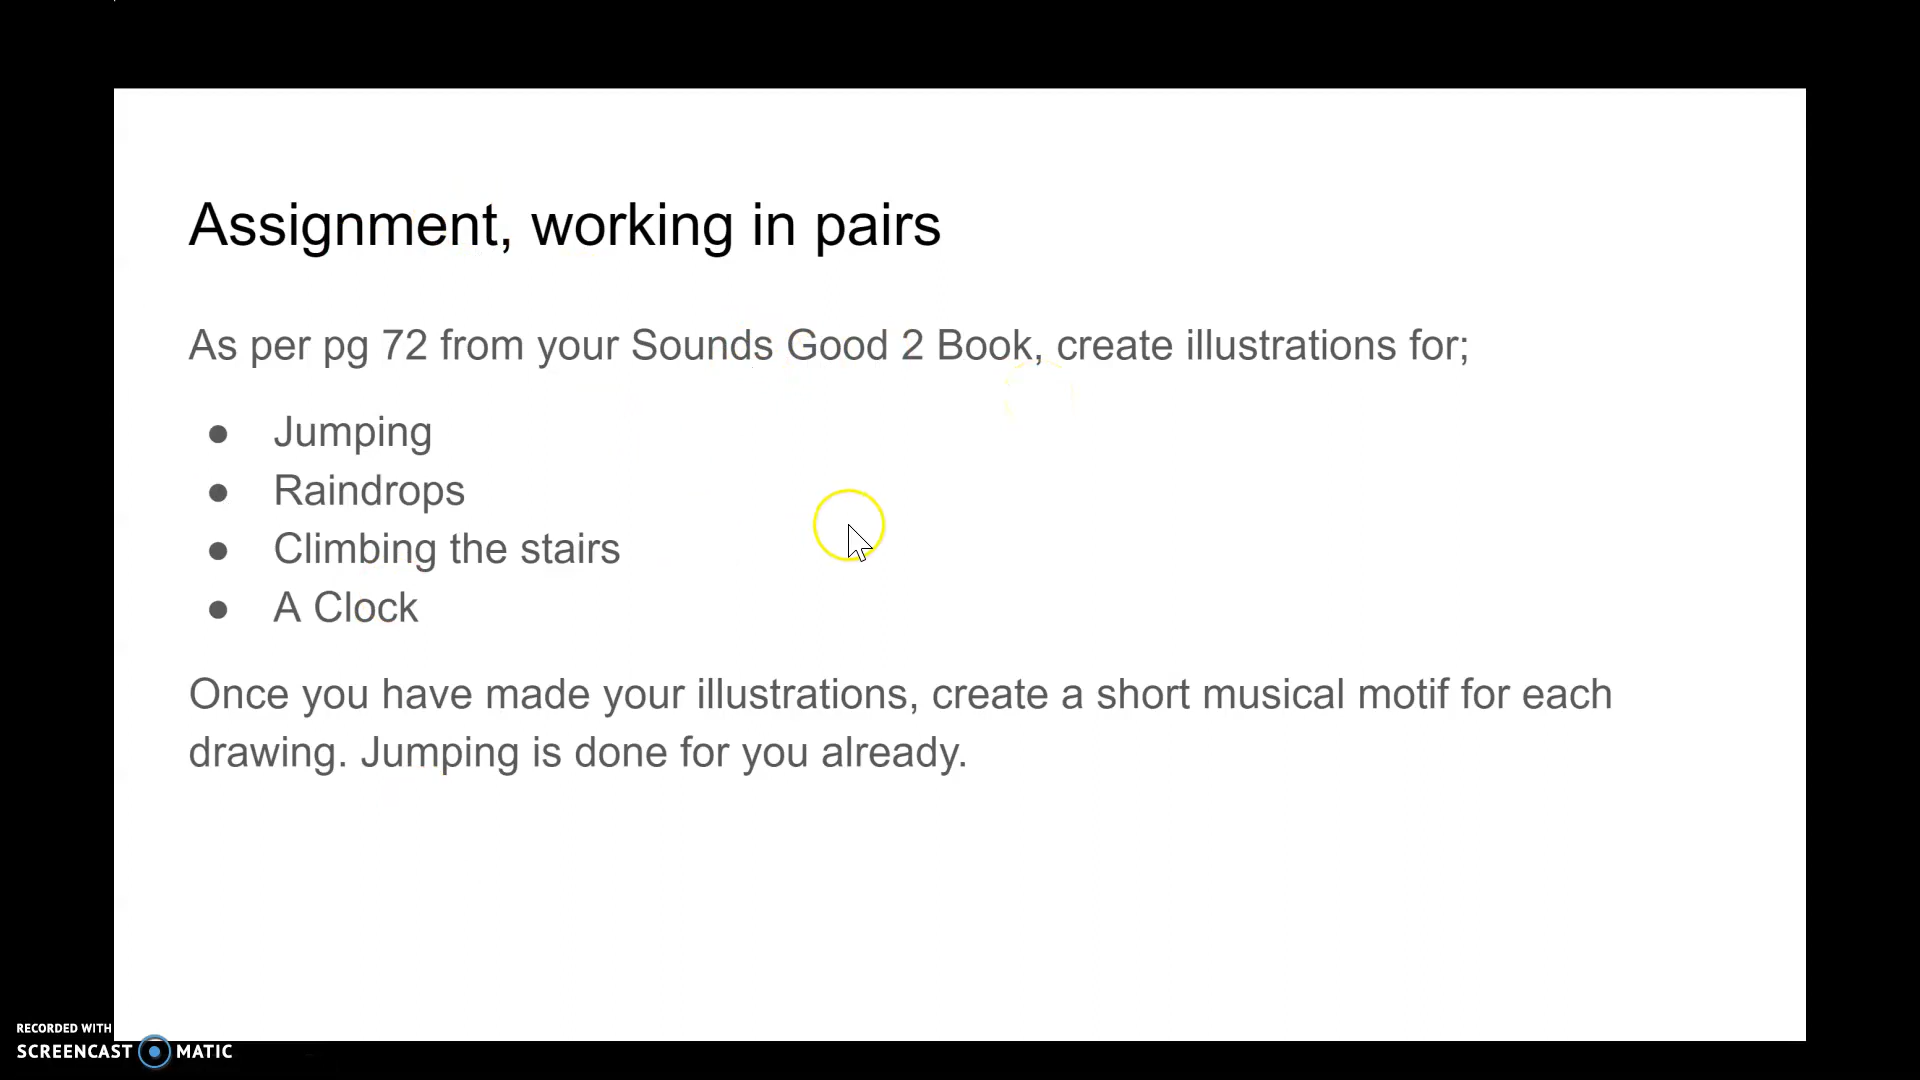 Assignment, working in pairs
As per pg 72 from your Sounds Good 2 Book, create illustrations for;
● Jumping
● Raindrops
● Climbing the stairs
● A Clock
Once you have made your illustrations, create a short musical motif for each
drawing. Jumping is done for you already.
RECORDED WITH
SCREENCAST MATIC